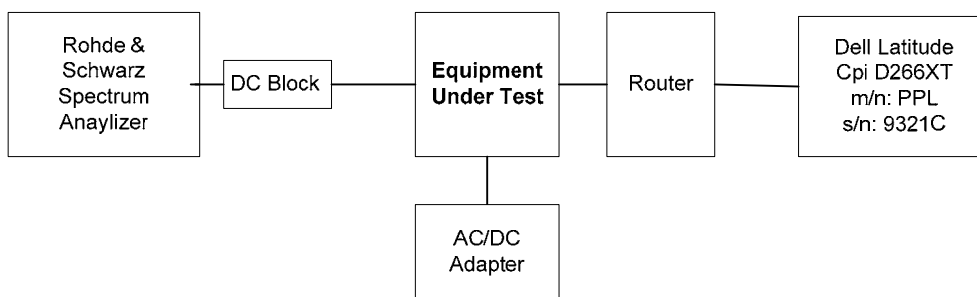 Rohde &
Schwarz
Spectrum
Anaylizer
DC Block
Equipment
Under Test
Router
Dell Latitude
Cpi D266XT
m/n: PPL
s/n: 9321C
AC/DC
Adapter